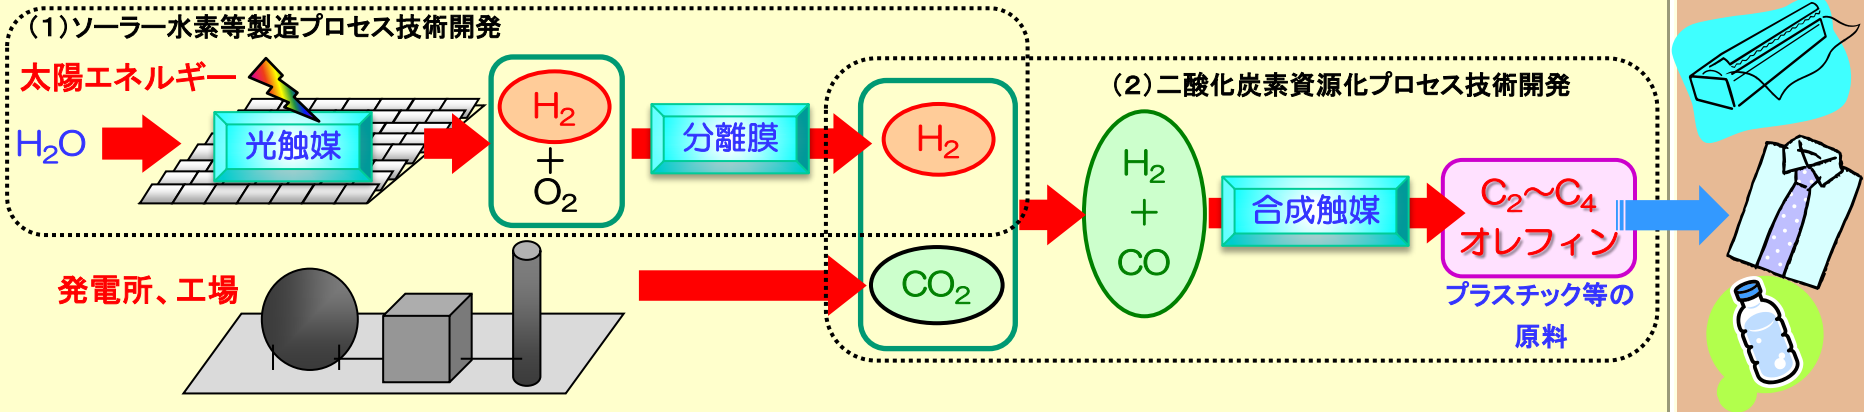 （１）ソーラー水素等製造プロセス技術開発
太陽エネルギー
H₂O
光触媒
H₂
+
O₂
分離膜
H₂
（２）二酸化炭素資源化プロセス技術開発
H₂
+
CO
合成触媒
C₂～C₄
オレフィン
プラスチック等の
原料
発電所、工場
CO₂